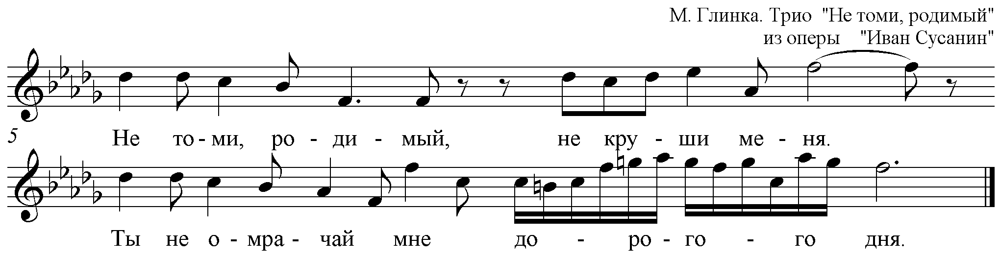 М. Глинка. Трио "Не томи, родимый"
из оперы "Иван Сусанин"
5
Не то - ми, ро - ди - мый, не кру - ши ме - ня.
Ты не о - мра - чай мне до - ро - го - го дня.